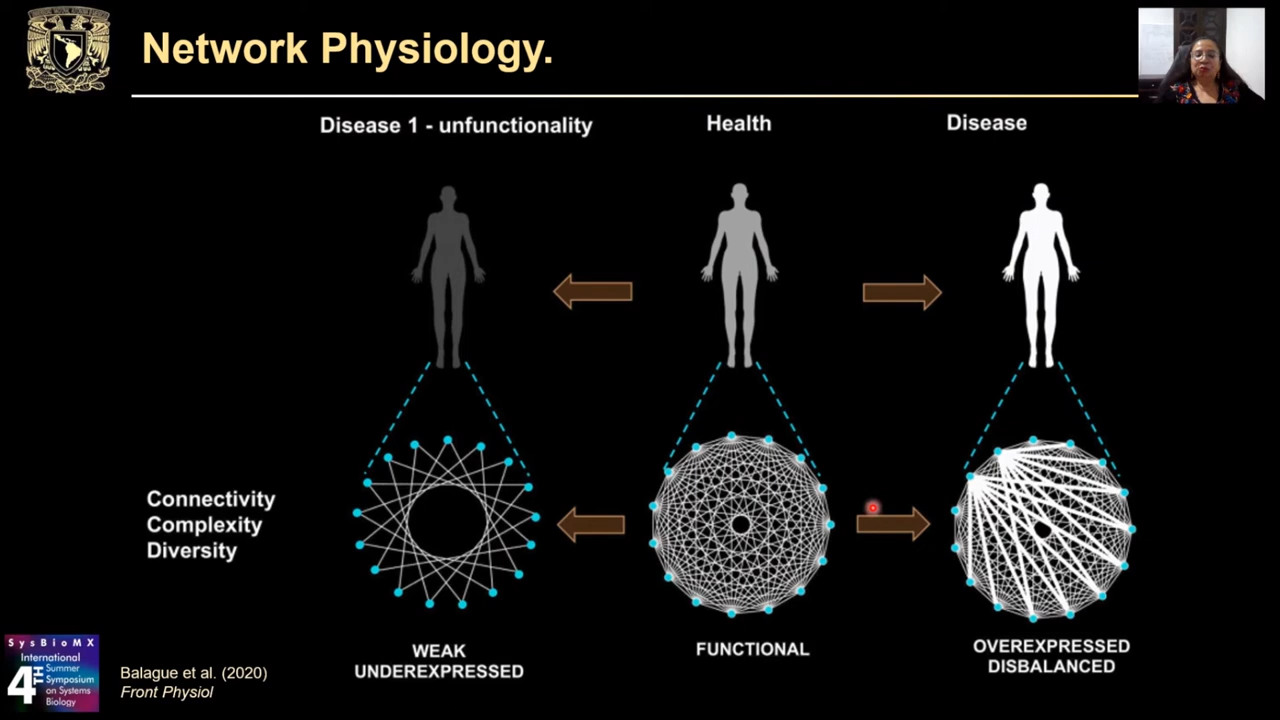 Network Physiology.
Disease 1 - unfunctionality
Health
Disease
Connectivity
Complexity
Diversity
WEAK
UNDEREXPRESSED
FUNCTIONAL
OVEREXPRESSED
DISBALANCED
SysBioMX
International
4TH Summer
Symposium
on Systems
Biology
Balague et al. (2020)
Front Physiol